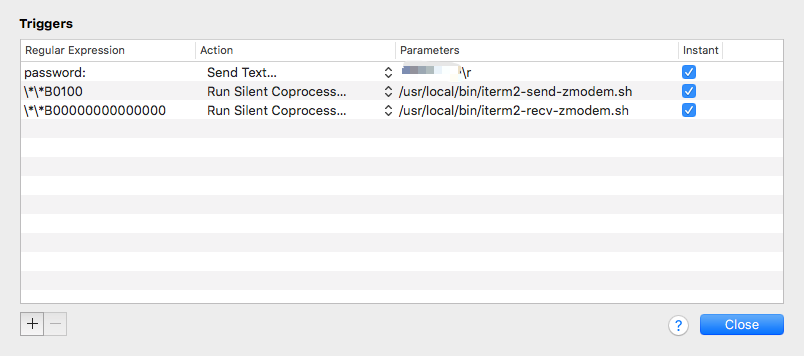 Triggers
Regular Expression Action Parameters Instant
password: Send Text... \r
\*\*B0100 Run Silent Coprocess... /usr/local/bin/iterm2-send-zmodem.sh
\*\*B00000000000000 Run Silent Coprocess... /usr/local/bin/iterm2-recv-zmodem.sh
+ − ? Close